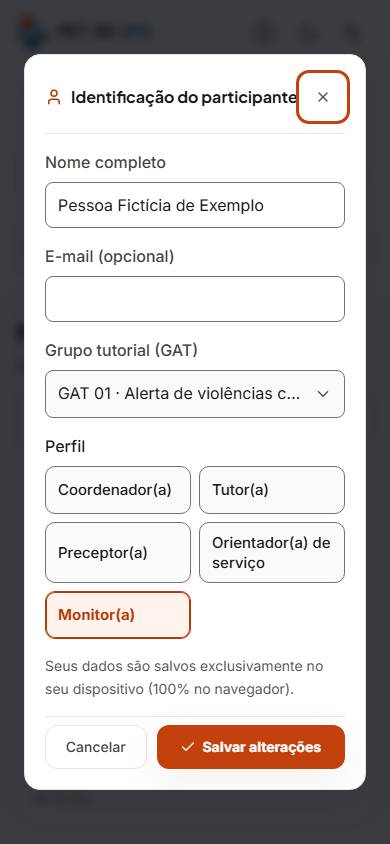 Identificação do participante
Nome completo
Pessoa Fictícia de Exemplo
E-mail (opcional)
Grupo tutorial (GAT)
GAT 01 · Alerta de violências c...
Perfil
Coordenador(a)
Tutor(a)
Preceptor(a)
Orientador(a) de
serviço
Monitor(a)
Seus dados são salvos exclusivamente no
seu dispositivo (100% no navegador).
Cancelar
Salvar alterações